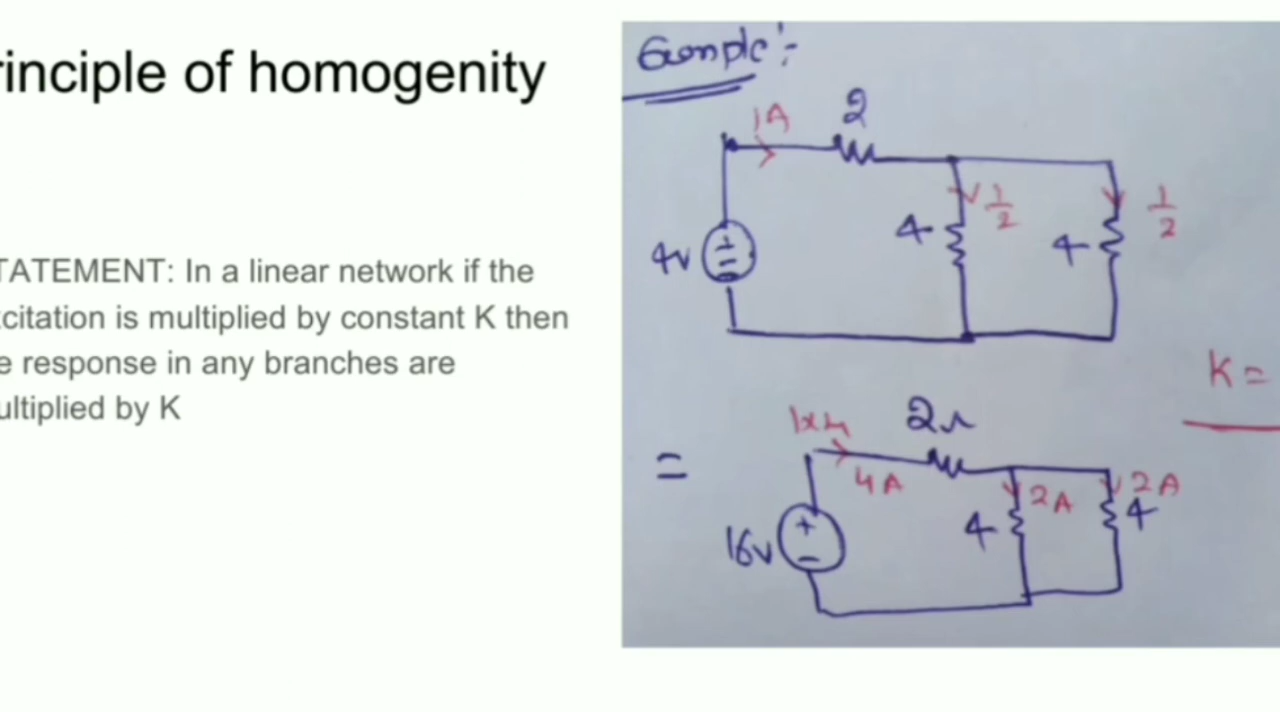 rinciple of homogenity
TATEMENT: In a linear network if the
citation is multiplied by constant K then
e response in any branches are
ultiplied by K
Example:-
1A
2
4v
4
1/2
4
1/2
K=
=
1x4
4A
2Ω
16v
4
2A
2A
4